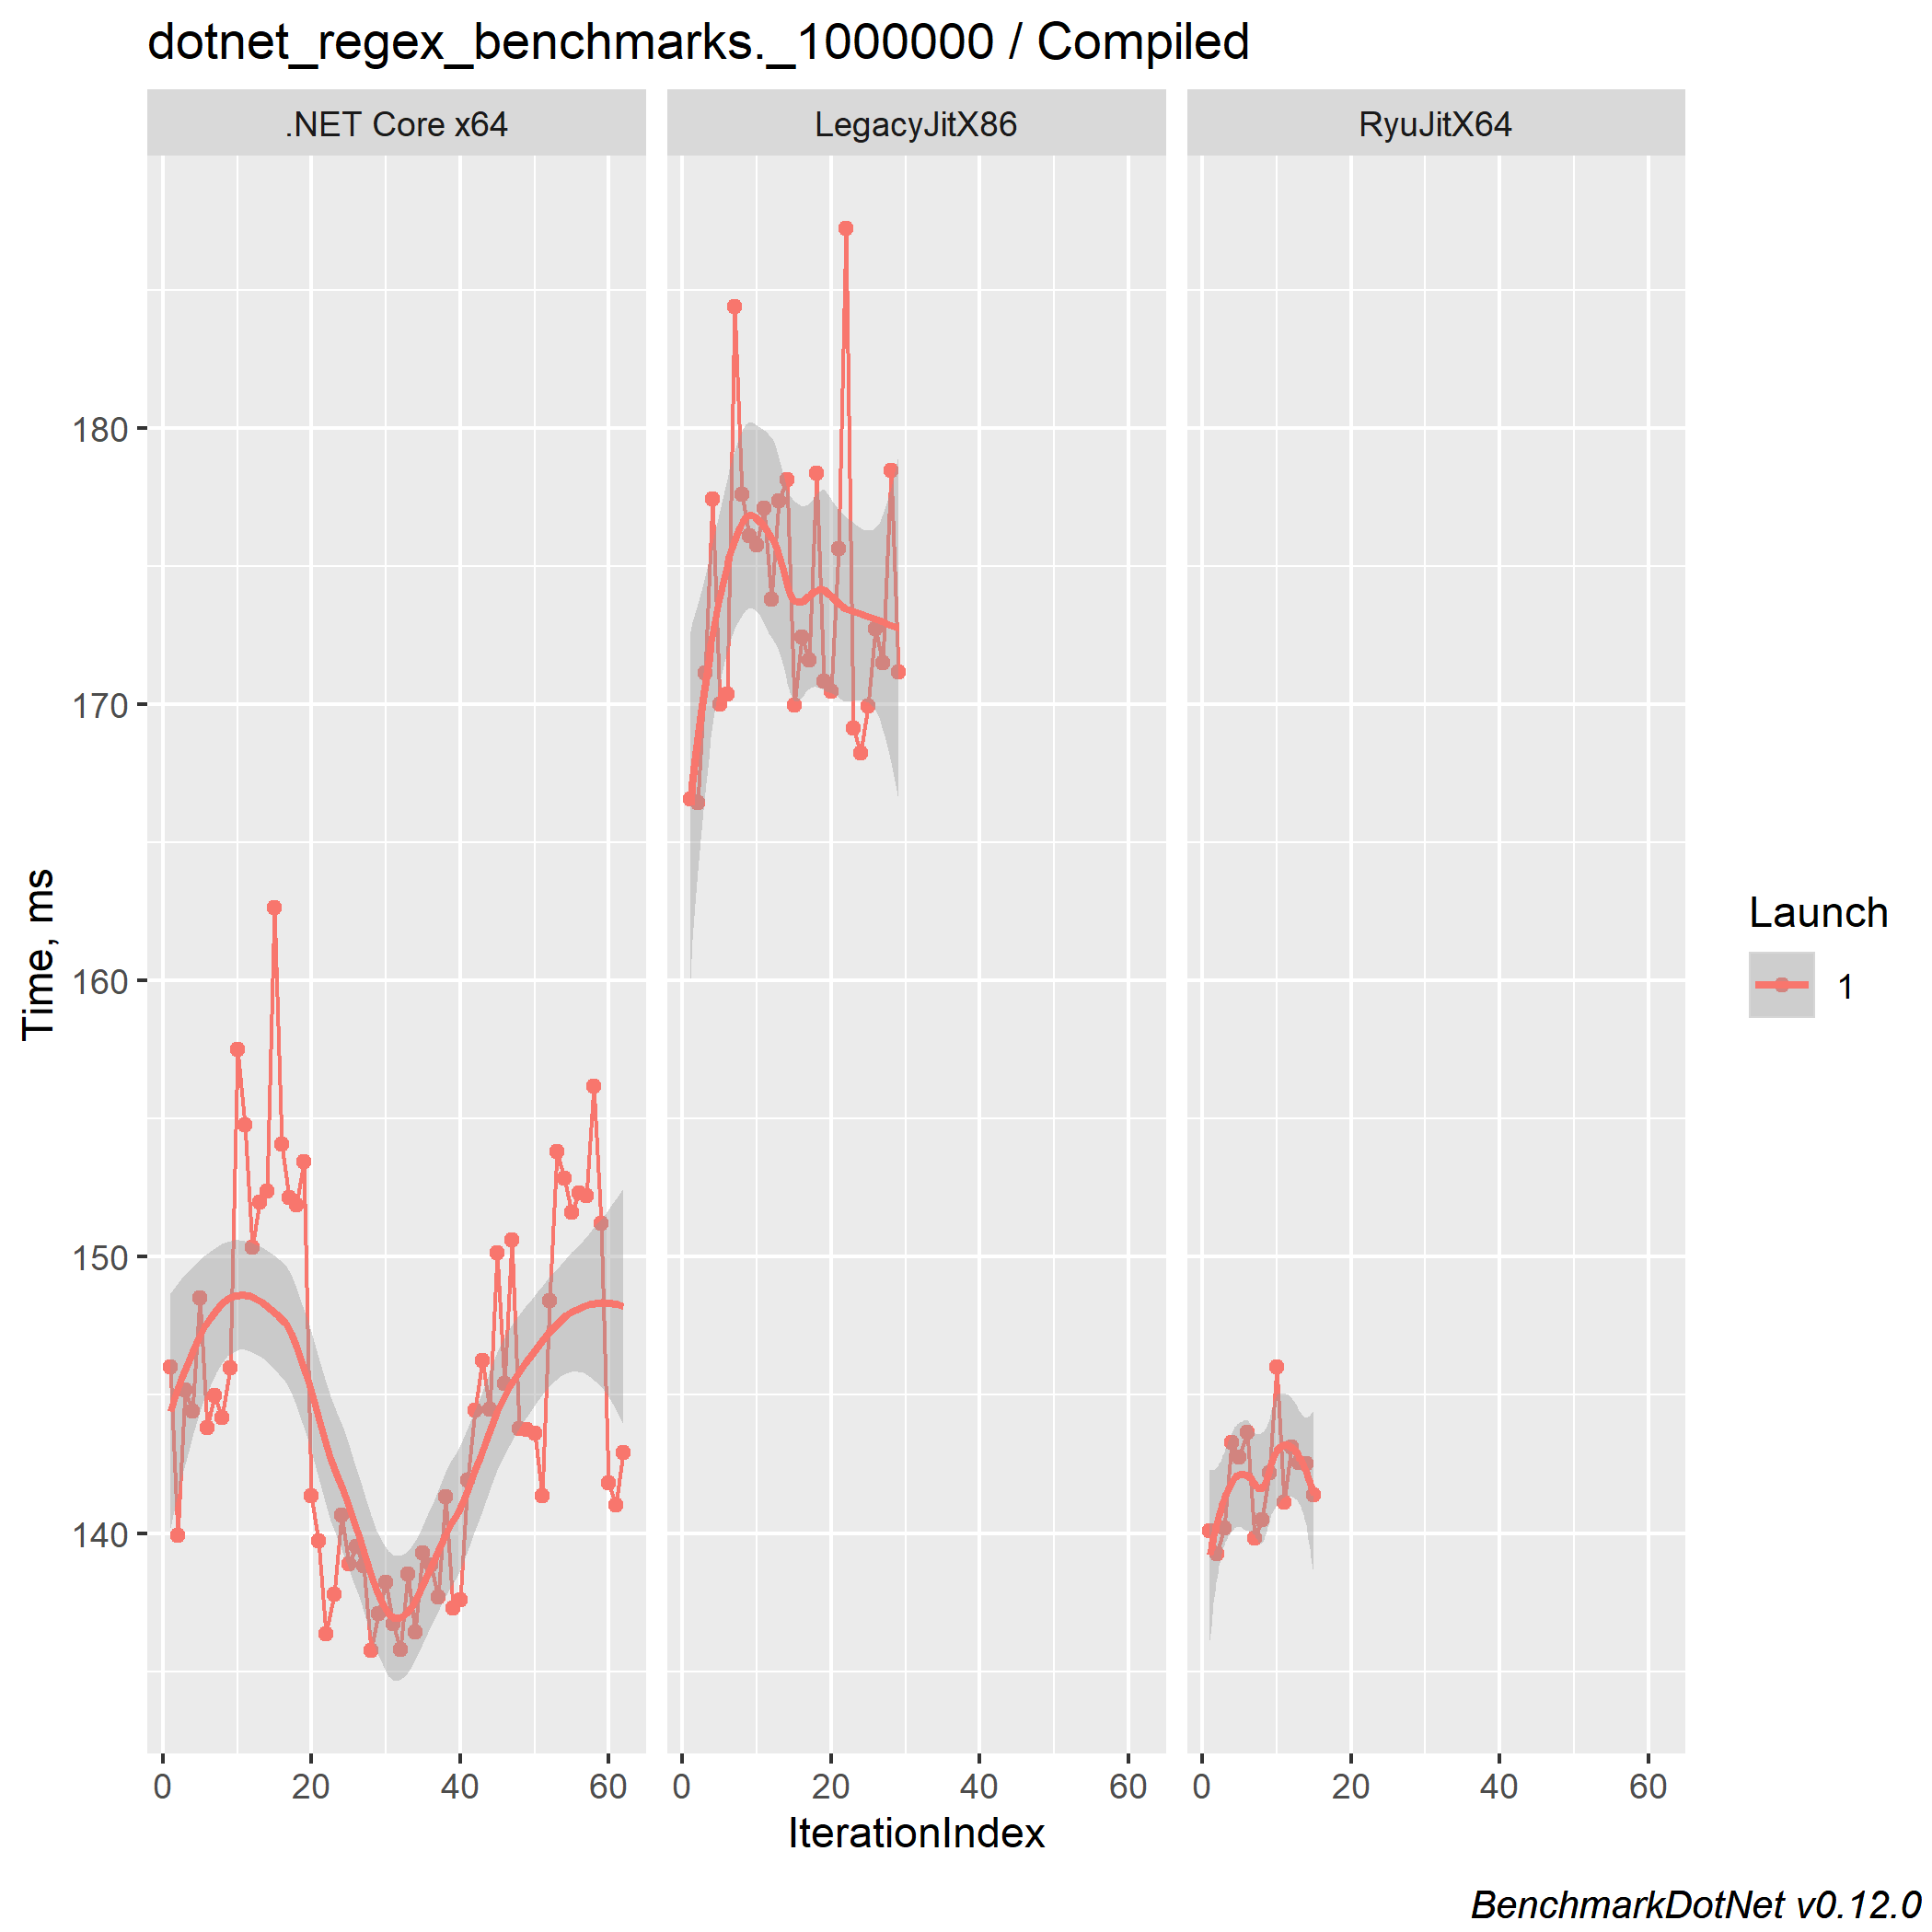 dotnet_regex_benchmarks._1000000 / Compiled
.NET Core x64
LegacyJitX86
RyuJitX64
Time, ms
180
170
160
150
140
0 20 40 60
0 20 40 60
0 20 40 60
IterationIndex
Launch
1
BenchmarkDotNet v0.12.0